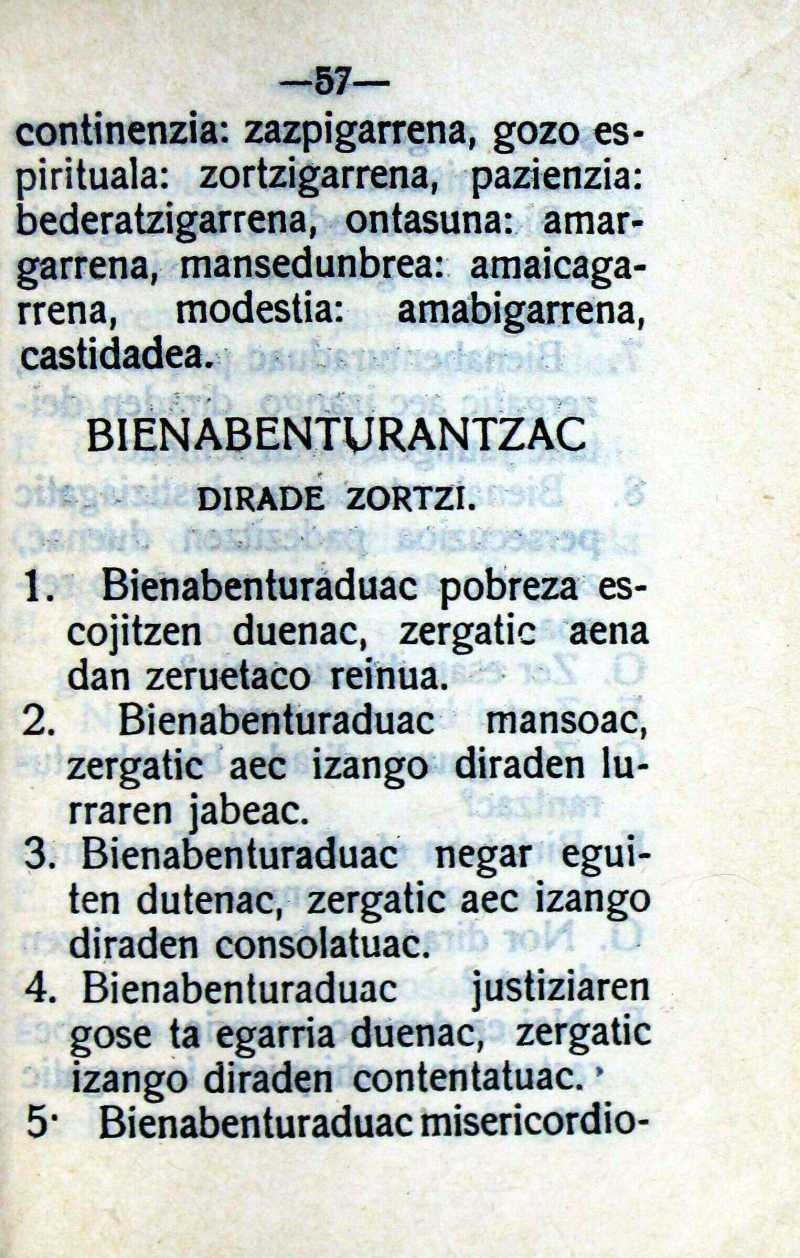 —57—
continenzia: zazpigarrena, gozo es-
pirituala: zortzigarrena, pazienzia:
bederatzigarrena, ontasuna: amar-
garrena, mansedunbrea: amaicaga-
rrena, modestia: amabigarrena,
castidadea.
BIENABENTURANTZAC
DIRADE ZORTZI.
1. Bienabenturaduac pobreza es-
cojitzen duenac, zergatic aena
dan zeruetaco reinua.
2. Bienabenturaduac mansoac,
zergatic aec izango diraden lu-
rraren jabeac.
3. Bienabenturaduac negar egui-
ten dutenac, zergatic aec izango
diraden consolatuac.
4. Bienabenturaduac justiziaren
gose ta egarria duenac, zergatic
izango diraden contentatuac.
5· Bienabenturaduac misericordio-